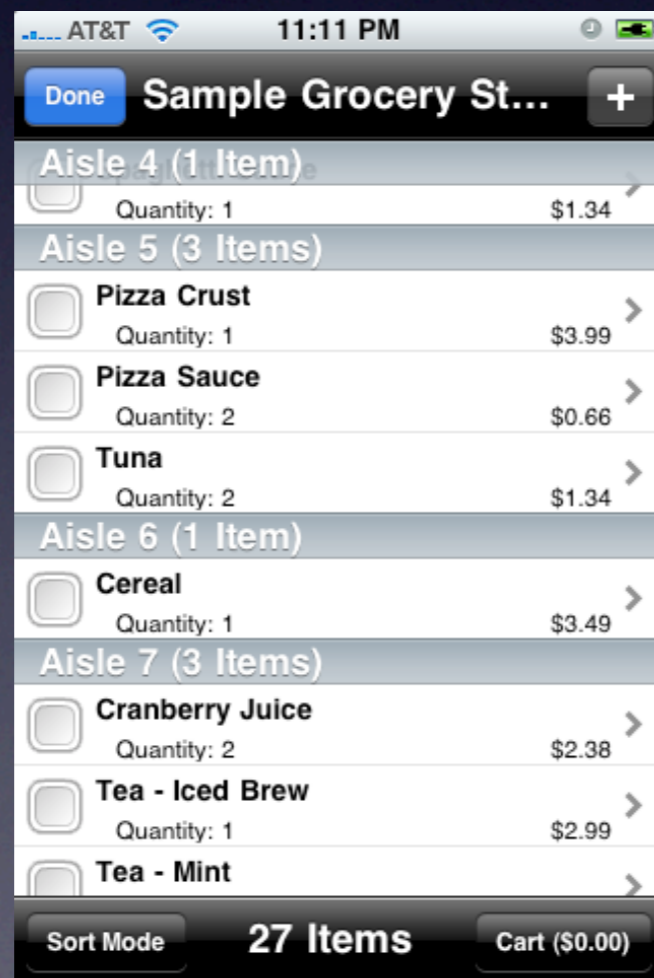 AT&T 11:11 PM
Done Sample Grocery St... +
Aisle 4 (1 Item)
Quantity: 1 $1.34
Aisle 5 (3 Items)
Pizza Crust
Quantity: 1 $3.99
Pizza Sauce
Quantity: 2 $0.66
Tuna
Quantity: 2 $1.34
Aisle 6 (1 Item)
Cereal
Quantity: 1 $3.49
Aisle 7 (3 Items)
Cranberry Juice
Quantity: 2 $2.38
Tea - Iced Brew
Quantity: 1 $2.99
Tea - Mint
Sort Mode 27 Items Cart ($0.00)